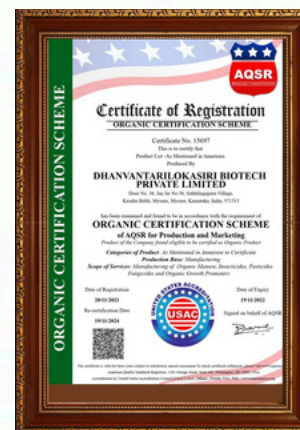 ORGANIC CERTIFICATION SCHEME
AQSR
Certificate of Registration
ORGANIC CERTIFICATION SCHEME
Certificate No. 15697
This is to certify that
Product List -As Mentioned in Annexure
Produced By
DHANVANTARILOKASIRI BIOTECH
PRIVATE LIMITED
Mysore, Karnataka, India, 571315
has been examined and found to be in accordance with the requirement of
ORGANIC CERTIFICATION SCHEME
of AQSR for Production and Marketing
Product of the Company found eligible to be certified as Organic Product
Categories of Product: As Mentioned in Annexure to Certificate
Production Base: Manufacturing
Scope of Services: Manufacturing of Organic Manure, Insecticides, Pesticides
Fungicides and Organic Growth Promoters
Date of Registration
20/11/2021
Re-certification Date
19/11/2024
UNITED STATES ACCREDITATION
USAC
Date of Expiry
19/11/2022
Signed on behalf of AQSR